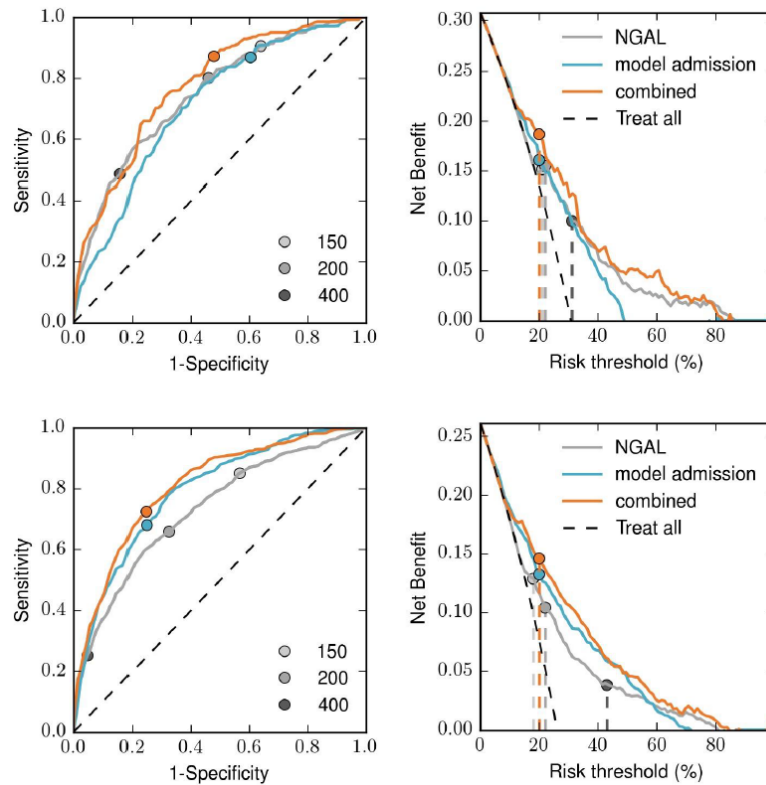 1.0
0.8
0.6
0.4
0.2
0.0
Sensitivity
150
200
400
0.0 0.2 0.4 0.6 0.8 1.0
1-Specificity
0.30
0.25
0.20
0.15
0.10
0.05
0.00
Net Benefit
NGAL
model admission
combined
Treat all
0 20 40 60 80
Risk threshold (%)
1.0
0.8
0.6
0.4
0.2
0.0
Sensitivity
150
200
400
0.0 0.2 0.4 0.6 0.8 1.0
1-Specificity
0.25
0.20
0.15
0.10
0.05
0.00
Net Benefit
NGAL
model admission
combined
Treat all
0 20 40 60 80
Risk threshold (%)